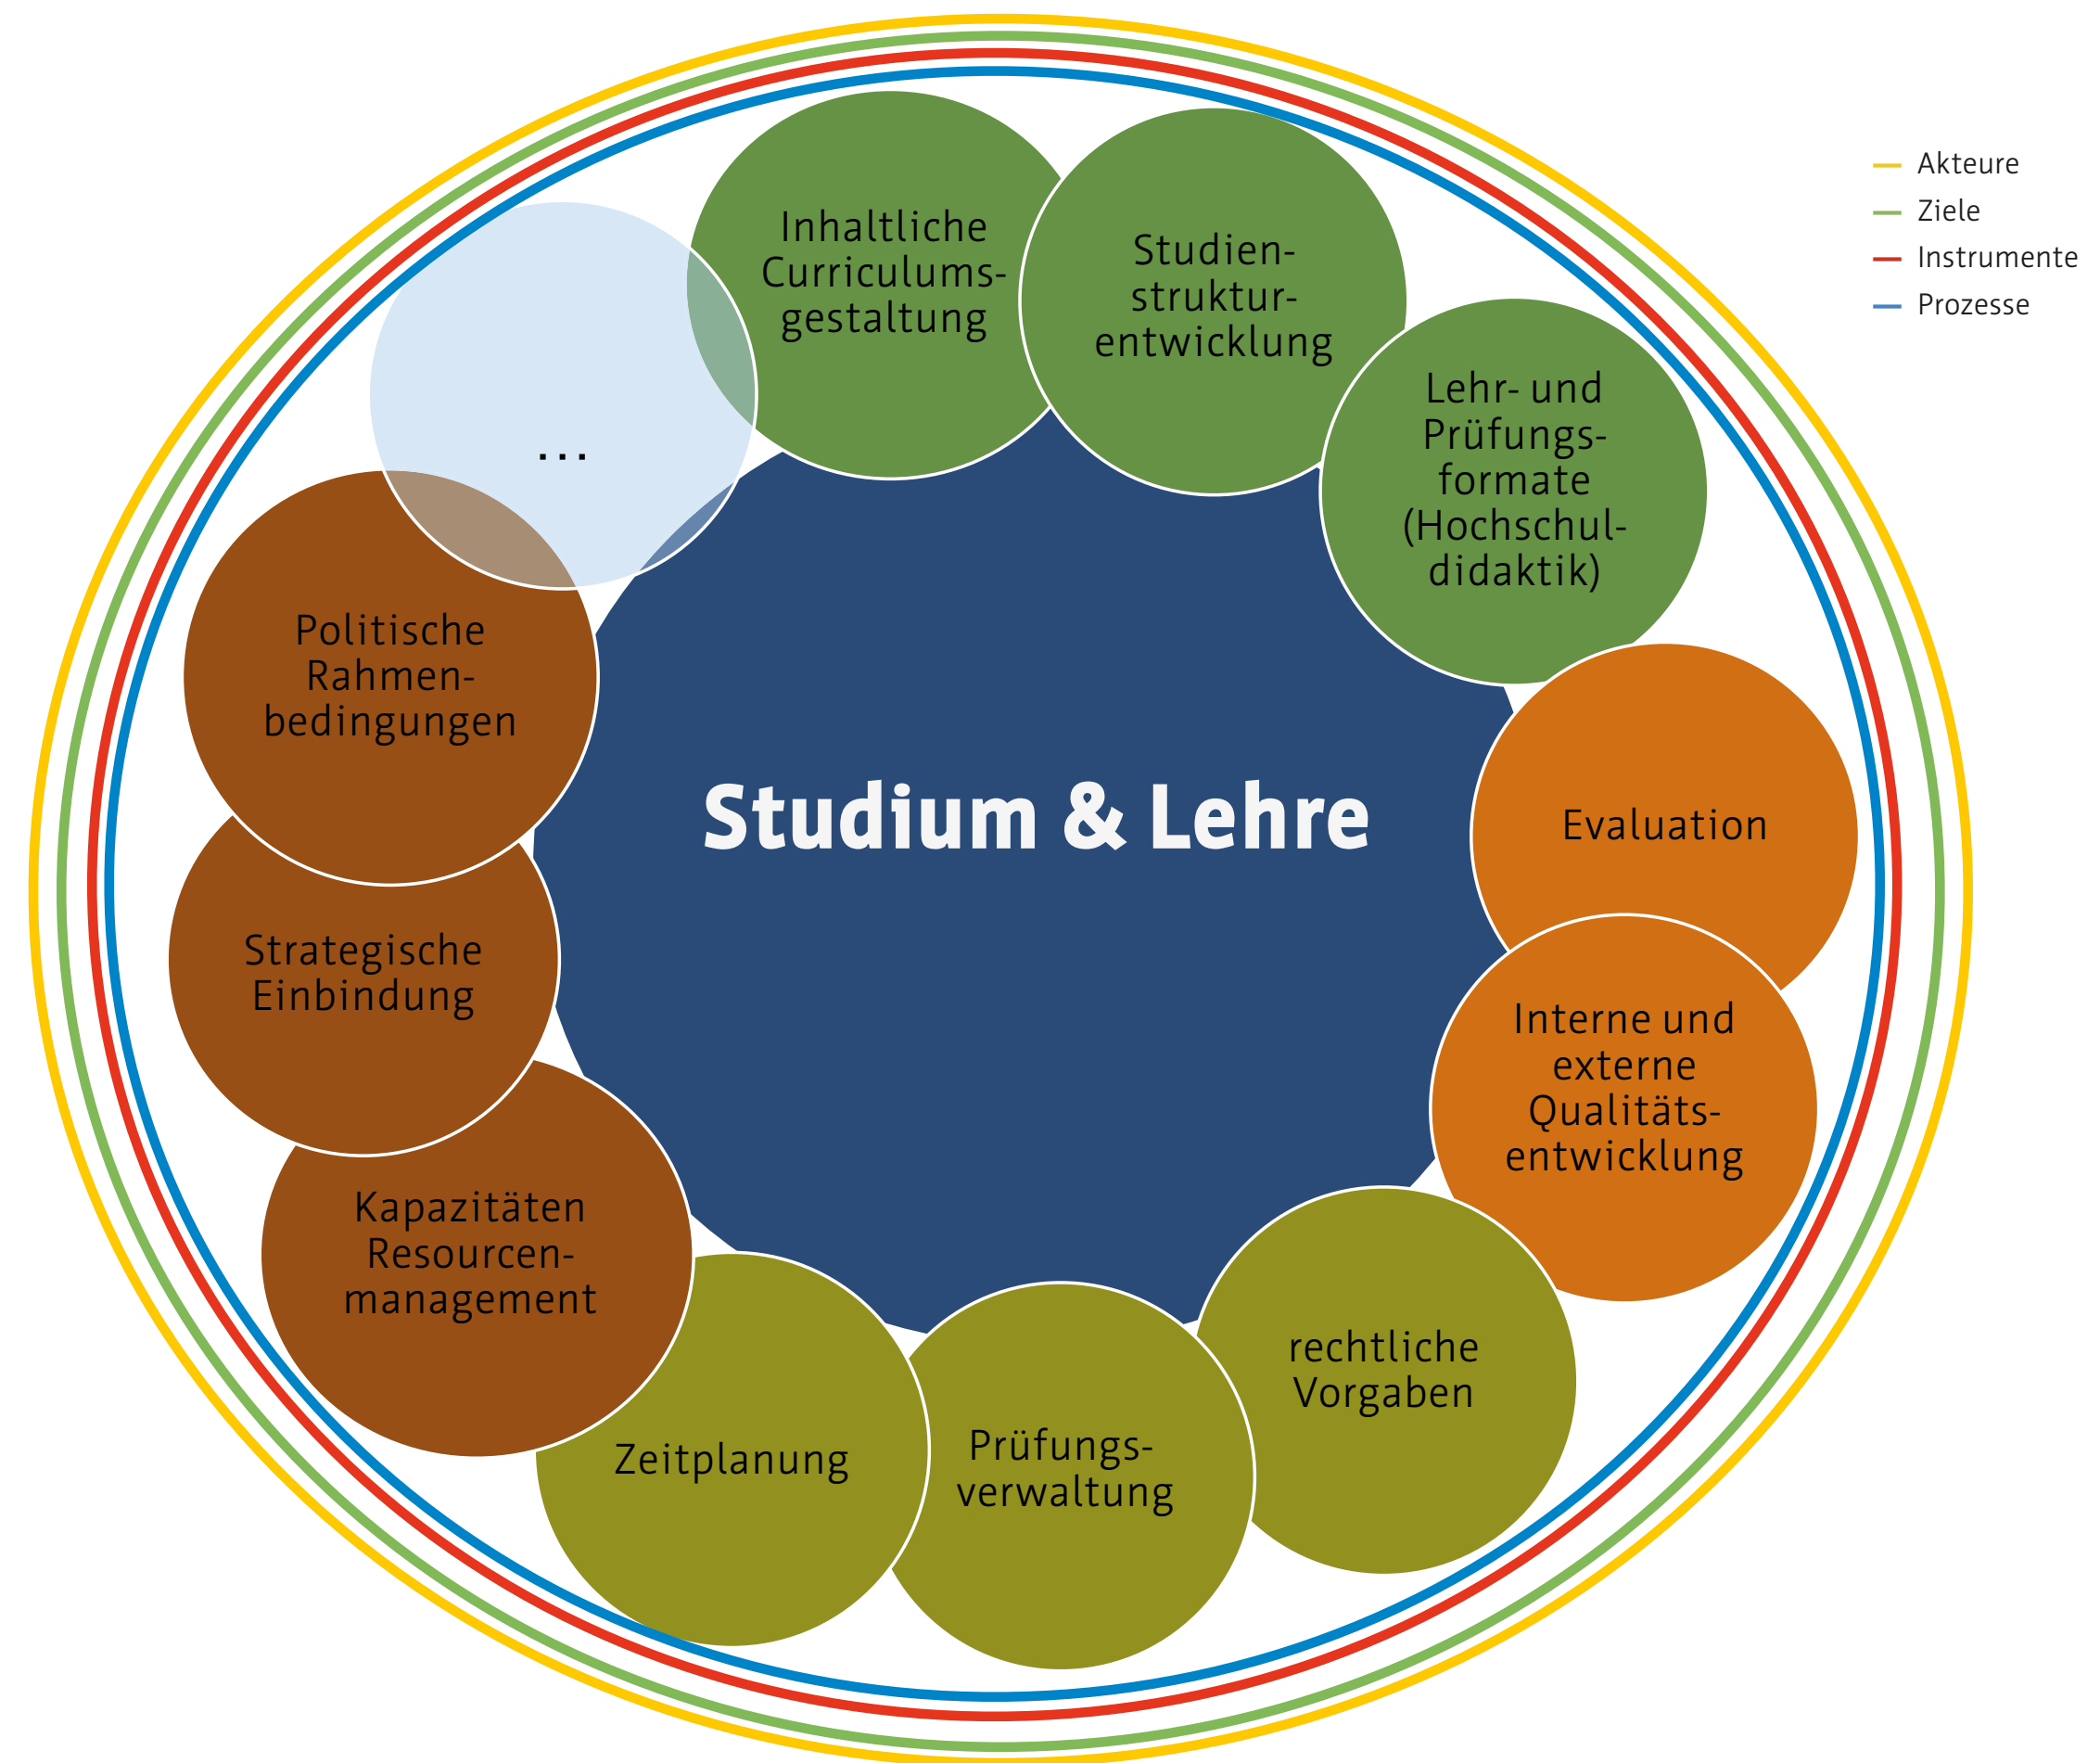 Akteure
Ziele
Instrumente
Prozesse
Inhaltliche
Curriculums-
gestaltung
Studien-
struktur-
entwicklung
Lehr- und
Prüfungs-
formate
(Hochschul-
didaktik)
Evaluation
Interne und
externe
Qualitäts-
entwicklung
rechtliche
Vorgaben
Prüfungs-
verwaltung
Zeitplanung
Kapazitäten
Resourcen-
management
Strategische
Einbindung
Politische
Rahmen-
bedingungen
...
Studium & Lehre